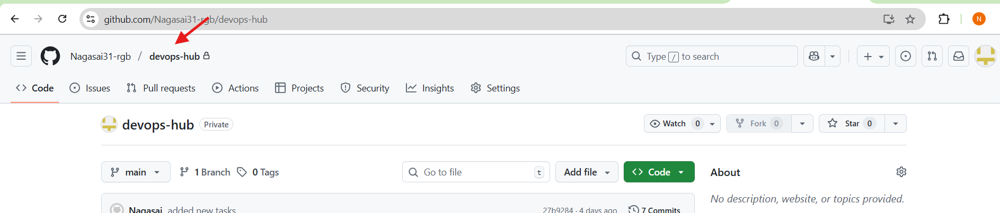 github.com/Nagasai31-rgb/devops-hub
N
Nagasai31-rgb / devops-hub
Type / to search
Code Issues Pull requests Actions Projects Security Insights Settings
devops-hub Private
Watch 0 Fork 0 Star 0
main 1 Branch 0 Tags
Go to file t
Add file
Code
About
No description, website, or topics provided.
Nagasai added new tasks 27b9284 · 4 days ago 7 Commits